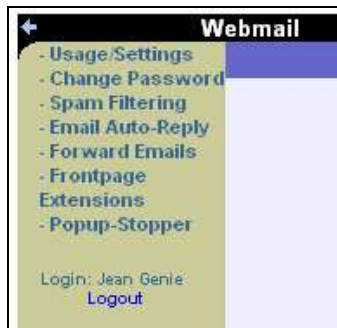 Webmail
- Usage/Settings
- Change Password
- Spam Filtering
- Email Auto-Reply
- Forward Emails
- Frontpage
Extensions
- Popup-Stopper
Login: Jean Genie
Logout